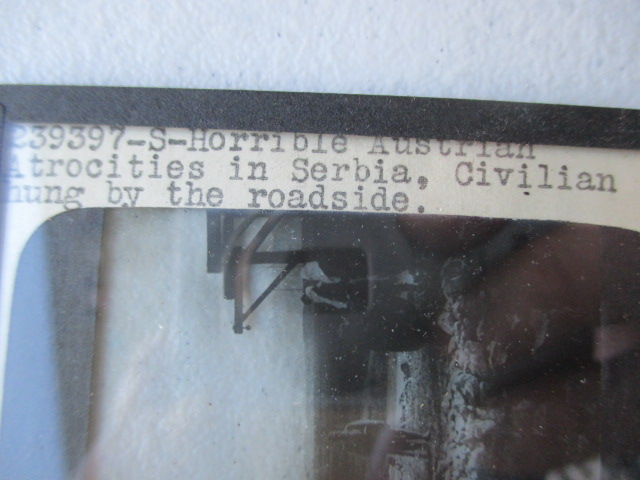 239397-S-Horrible Austrian
Atrocities in Serbia, Civilian
hung by the roadside.